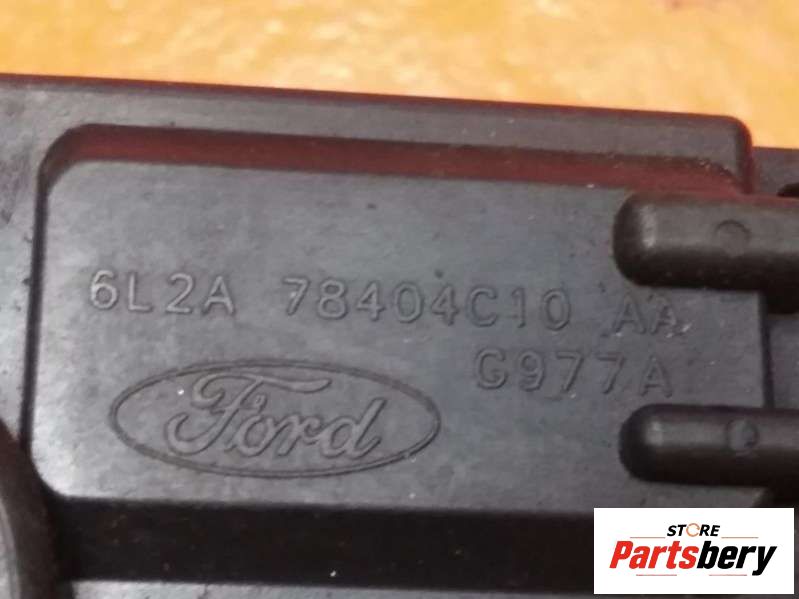 6L2A 78404C10 AA
G977A
Ford
STORE
Partsbery